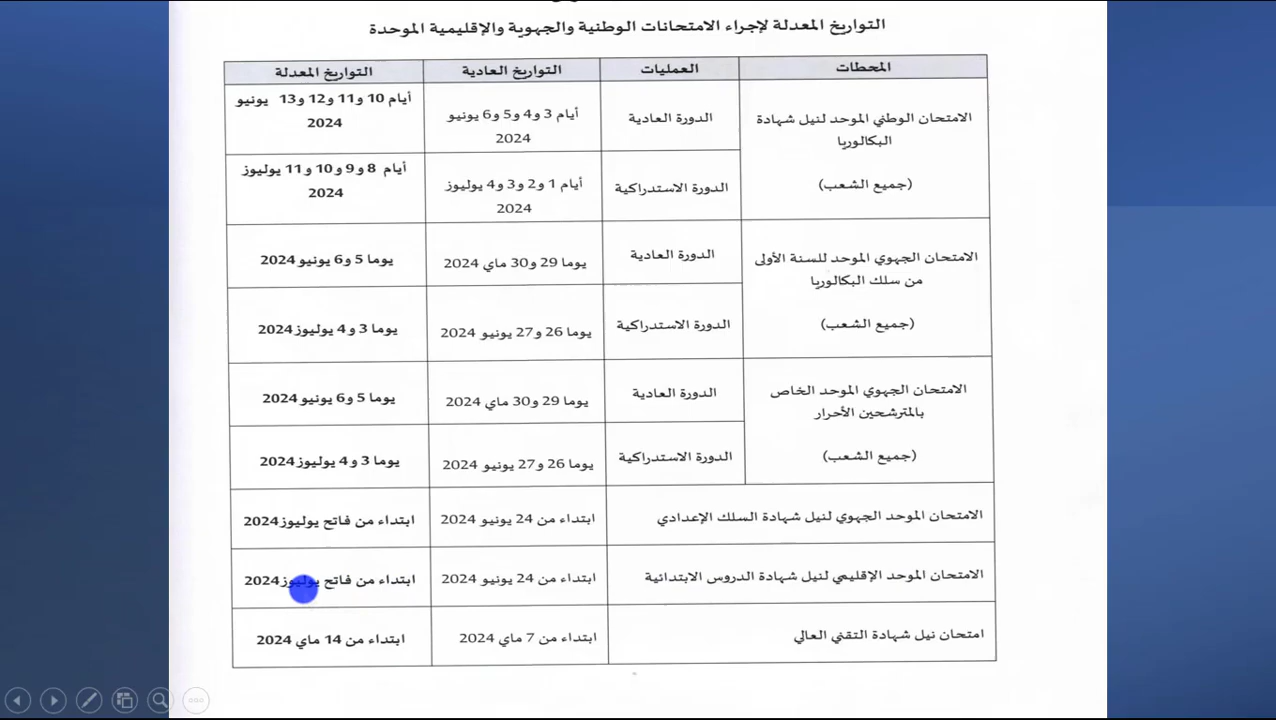 التواريخ المعدلة لإجراء الامتحانات الوطنية والجهوية والإقليمية الموحدة
المحطات العمليات التواريخ العادية التواريخ المعدلة
الامتحان الوطني الموحد لنيل شهادة
البكالوريا
(جميع الشعب)
الدورة العادية
أيام 3 و4 و5 و6 يونيو
2024
أيام 10 و11 و12 و13 يونيو
2024
الدورة الاستدراكية
أيام 1 و2 و3 و4 يوليوز
2024
أيام 8 و9 و10 و11 يوليوز
2024
الامتحان الجهوي الموحد للسنة الأولى
من سلك البكالوريا
(جميع الشعب)
الدورة العادية
يوما 29 و30 ماي 2024
يوما 5 و6 يونيو 2024
الدورة الاستدراكية
يوما 26 و27 يونيو 2024
يوما 3 و4 يوليوز 2024
الامتحان الجهوي الموحد الخاص
بالمترشحين الأحرار
(جميع الشعب)
الدورة العادية
يوما 29 و30 ماي 2024
يوما 5 و6 يونيو 2024
الدورة الاستدراكية
يوما 26 و27 يونيو 2024
يوما 3 و4 يوليوز 2024
الامتحان الموحد الجهوي لنيل شهادة السلك الإعدادي
ابتداء من 24 يونيو 2024
ابتداء من فاتح يوليوز 2024
الامتحان الموحد الإقليمي لنيل شهادة الدروس الابتدائية
ابتداء من 24 يونيو 2024
ابتداء من فاتح يوليوز 2024
امتحان نيل شهادة التقني العالي
ابتداء من 7 ماي 2024
ابتداء من 14 ماي 2024